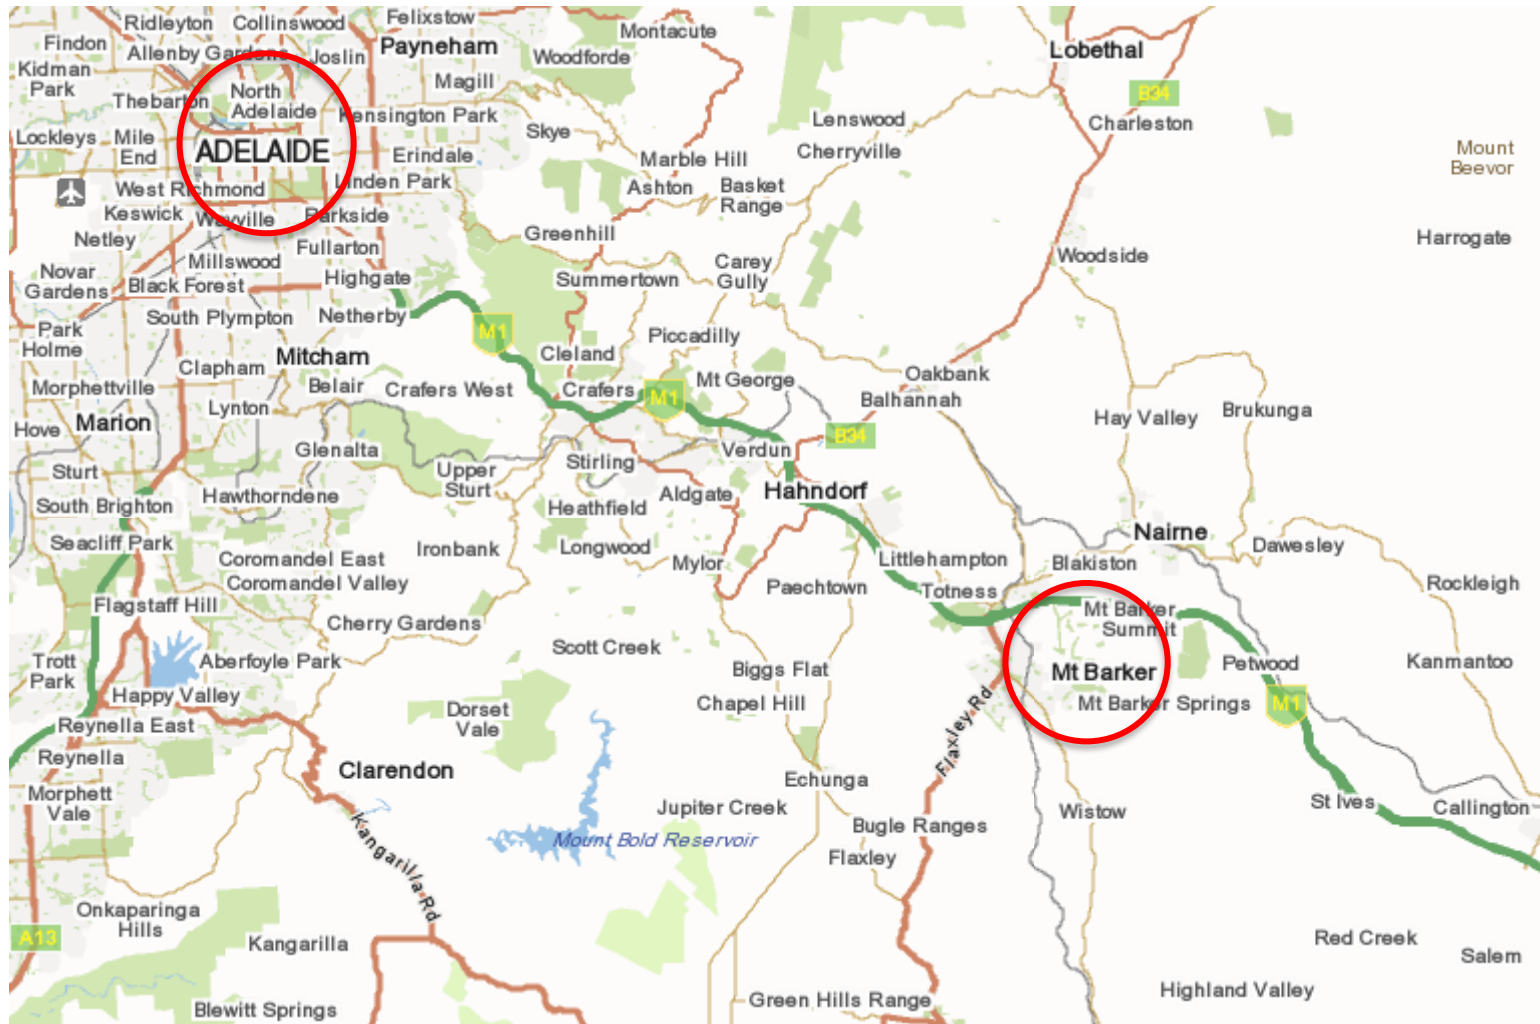 Ridleyton
Collinswood
Felixstow
Montacute
Findon
Allenby Gardens
Joslin
Payneham
Woodforde
Lobethal
Kidman
Park
Magill
North
Adelaide
B34
Thebarton
Kensington Park
Lenswood
Charleston
Lockleys
Mile
End
Skye
ADELAIDE
Erindale
Marble Hill
Cherryville
Mount
Beevor
West Richmond
Linden Park
Ashton
Basket
Range
Keswick
Wayville
Parkside
Netley
Fullarton
Greenhill
Harrogate
Millswood
Carey
Gully
Woodside
Novar
Gardens
Black Forest
Highgate
Summertown
South Plympton
Netherby
M1
Park
Holme
Mitcham
Piccadilly
Clapham
Cleland
Morphettville
Belair
Crafers West
Crafers
M1
Mt George
Oakbank
Balhannah
Lynton
Hay Valley
Brukunga
Hove
Marion
B34
Glenalta
Verdun
Sturt
Upper
Sturt
Stirling
South Brighton
Hawthorndene
Aldgate
Hahndorf
Heathfield
Nairne
Seacliff Park
Coromandel East
Ironbank
Longwood
Dawesley
Coromandel Valley
Mylor
Littlehampton
Blakiston
Paechtown
Totness
Rockleigh
Flagstaff Hill
Cherry Gardens
Mt Barker
Summit
Scott Creek
Trott
Park
Aberfoyle Park
Biggs Flat
Mt Barker
Petwood
Kanmantoo
Happy Valley
Chapel Hill
Mt Barker Springs
M1
Dorset
Vale
Reynella East
Flaxley Rd
Reynella
Clarendon
Echunga
Morphett
Vale
Jupiter Creek
Wistow
St Ives
Callington
Kangarilla Rd
Mount Bold Reservoir
Bugle Ranges
Flaxley
Onkaparinga
Hills
A13
Kangarilla
Red Creek
Salem
Blewitt Springs
Green Hills Range
Highland Valley